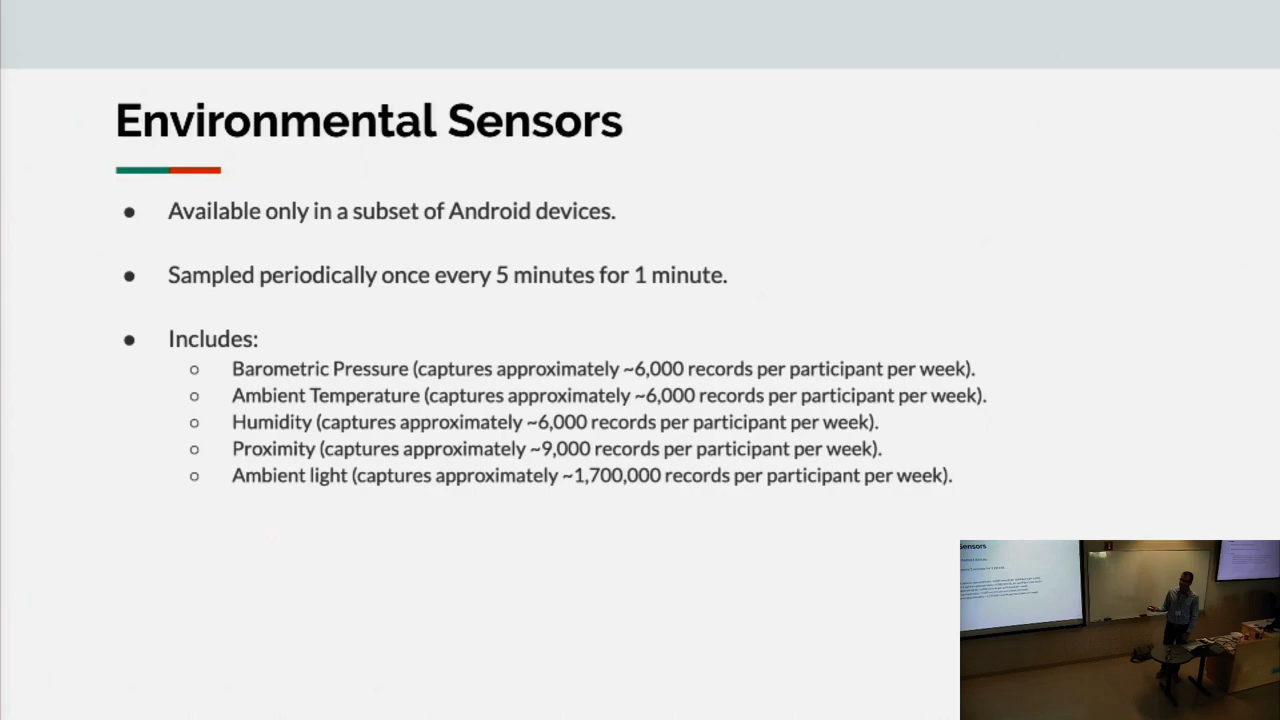 Environmental Sensors
● Available only in a subset of Android devices.
● Sampled periodically once every 5 minutes for 1 minute.
● Includes:
○ Barometric Pressure (captures approximately ~6,000 records per participant per week).
○ Ambient Temperature (captures approximately ~6,000 records per participant per week).
○ Humidity (captures approximately ~6,000 records per participant per week).
○ Proximity (captures approximately ~9,000 records per participant per week).
○ Ambient light (captures approximately ~1,700,000 records per participant per week).
Sensors